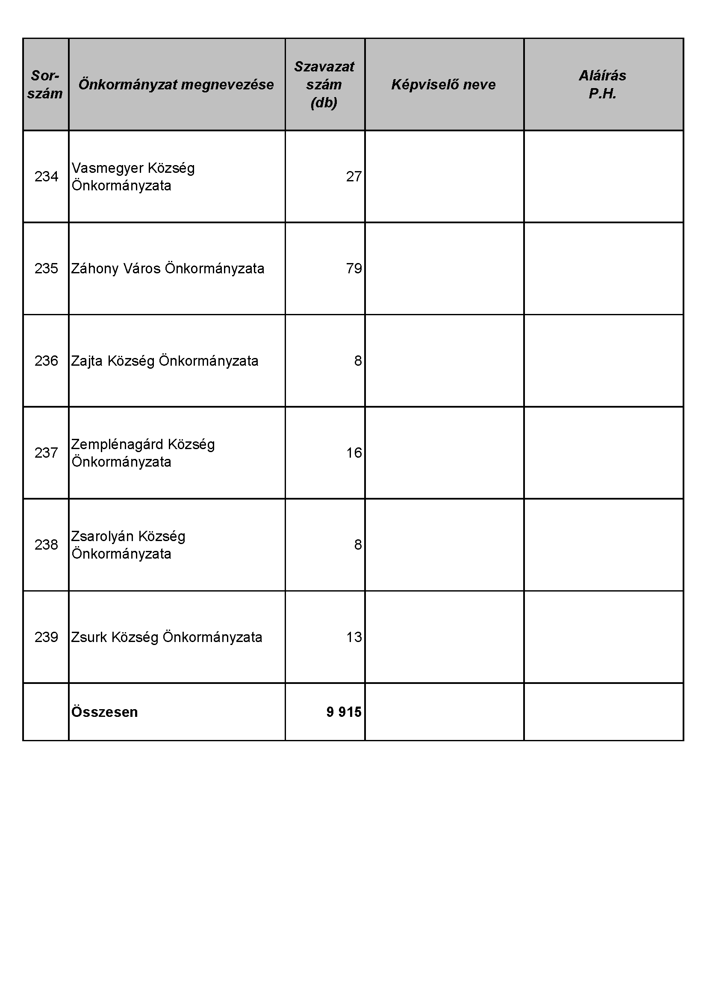 Sor-
szám
Önkormányzat megnevezése
Szavazat
szám
(db)
Képviselő neve
Aláírás
P.H.
234
Vasmegyer Község
Önkormányzata
27
235
Záhony Város Önkormányzata
79
236
Zajta Község Önkormányzata
8
237
Zemplénagárd Község
Önkormányzata
16
238
Zsarolyán Község
Önkormányzata
8
239
Zsurk Község Önkormányzata
13
Összesen
9 915